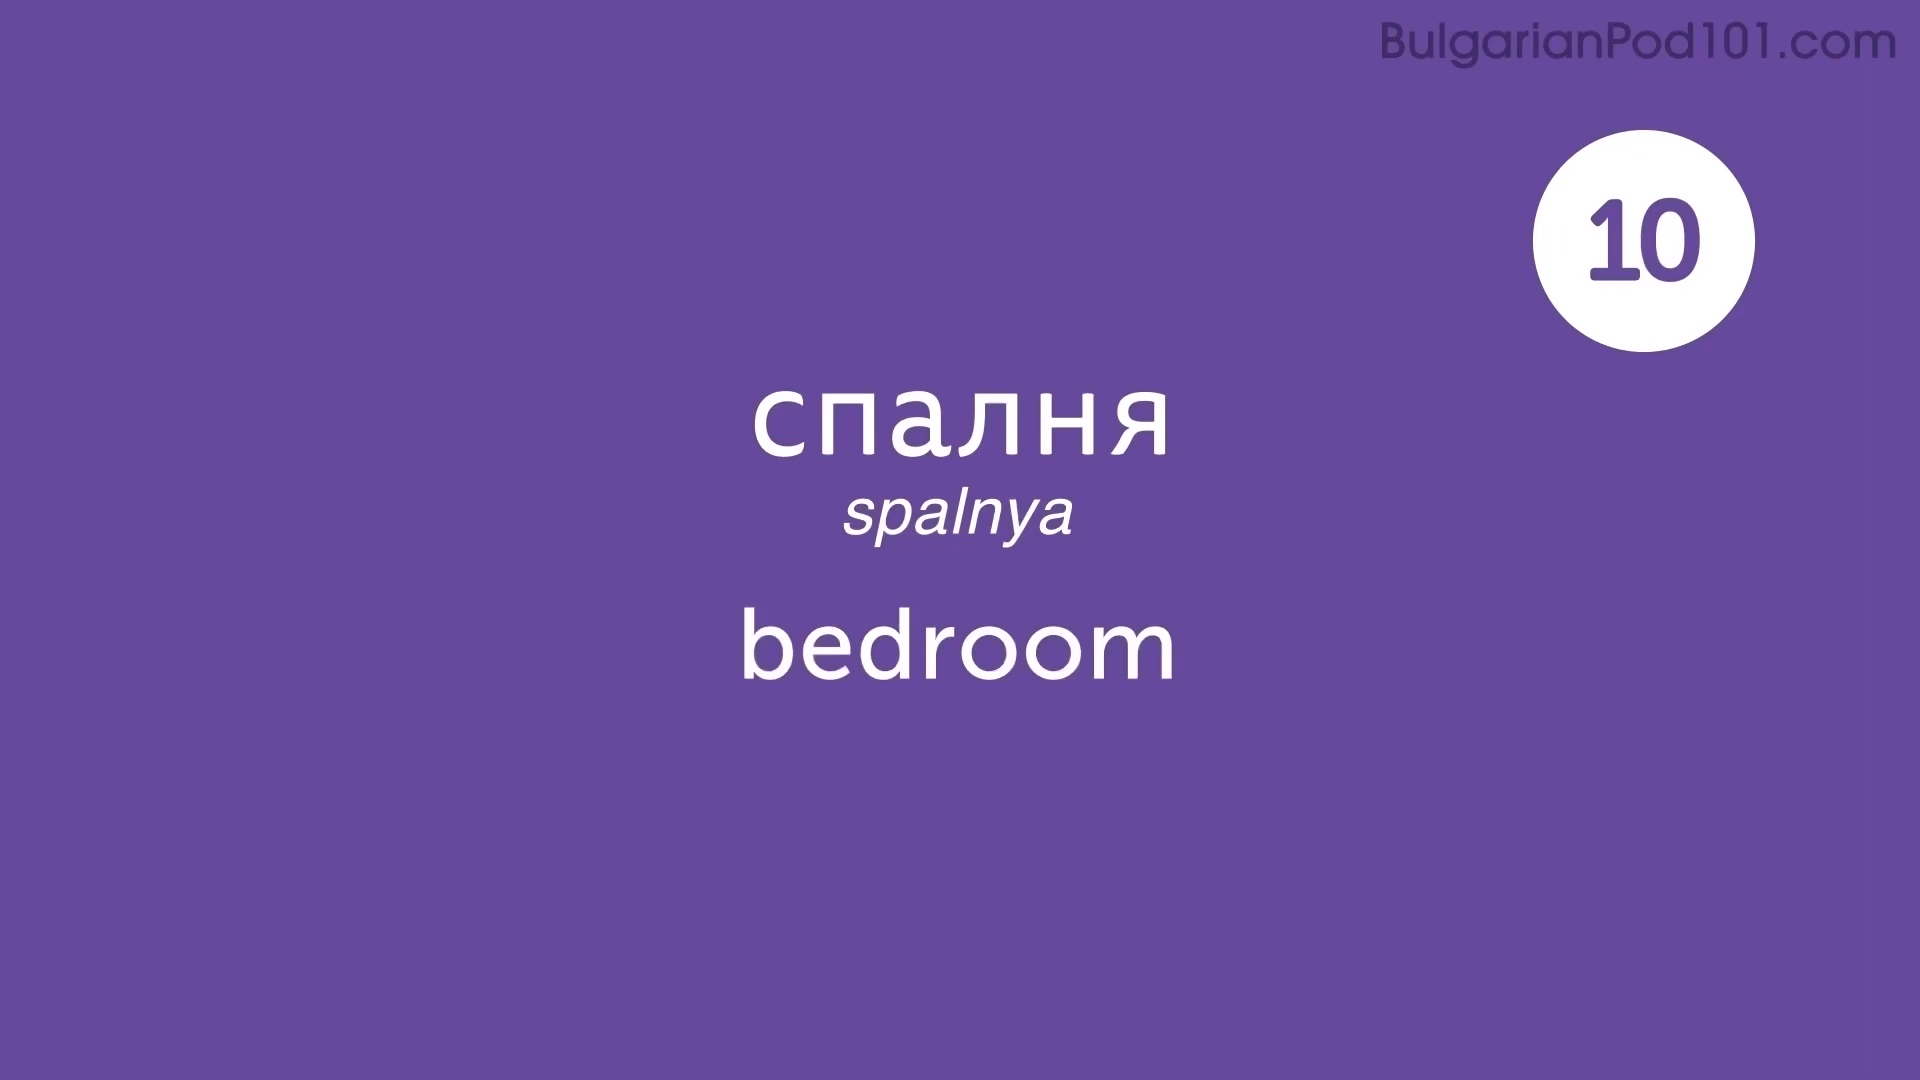 BulgarianPod101.com
10
спалня
spalnya
bedroom